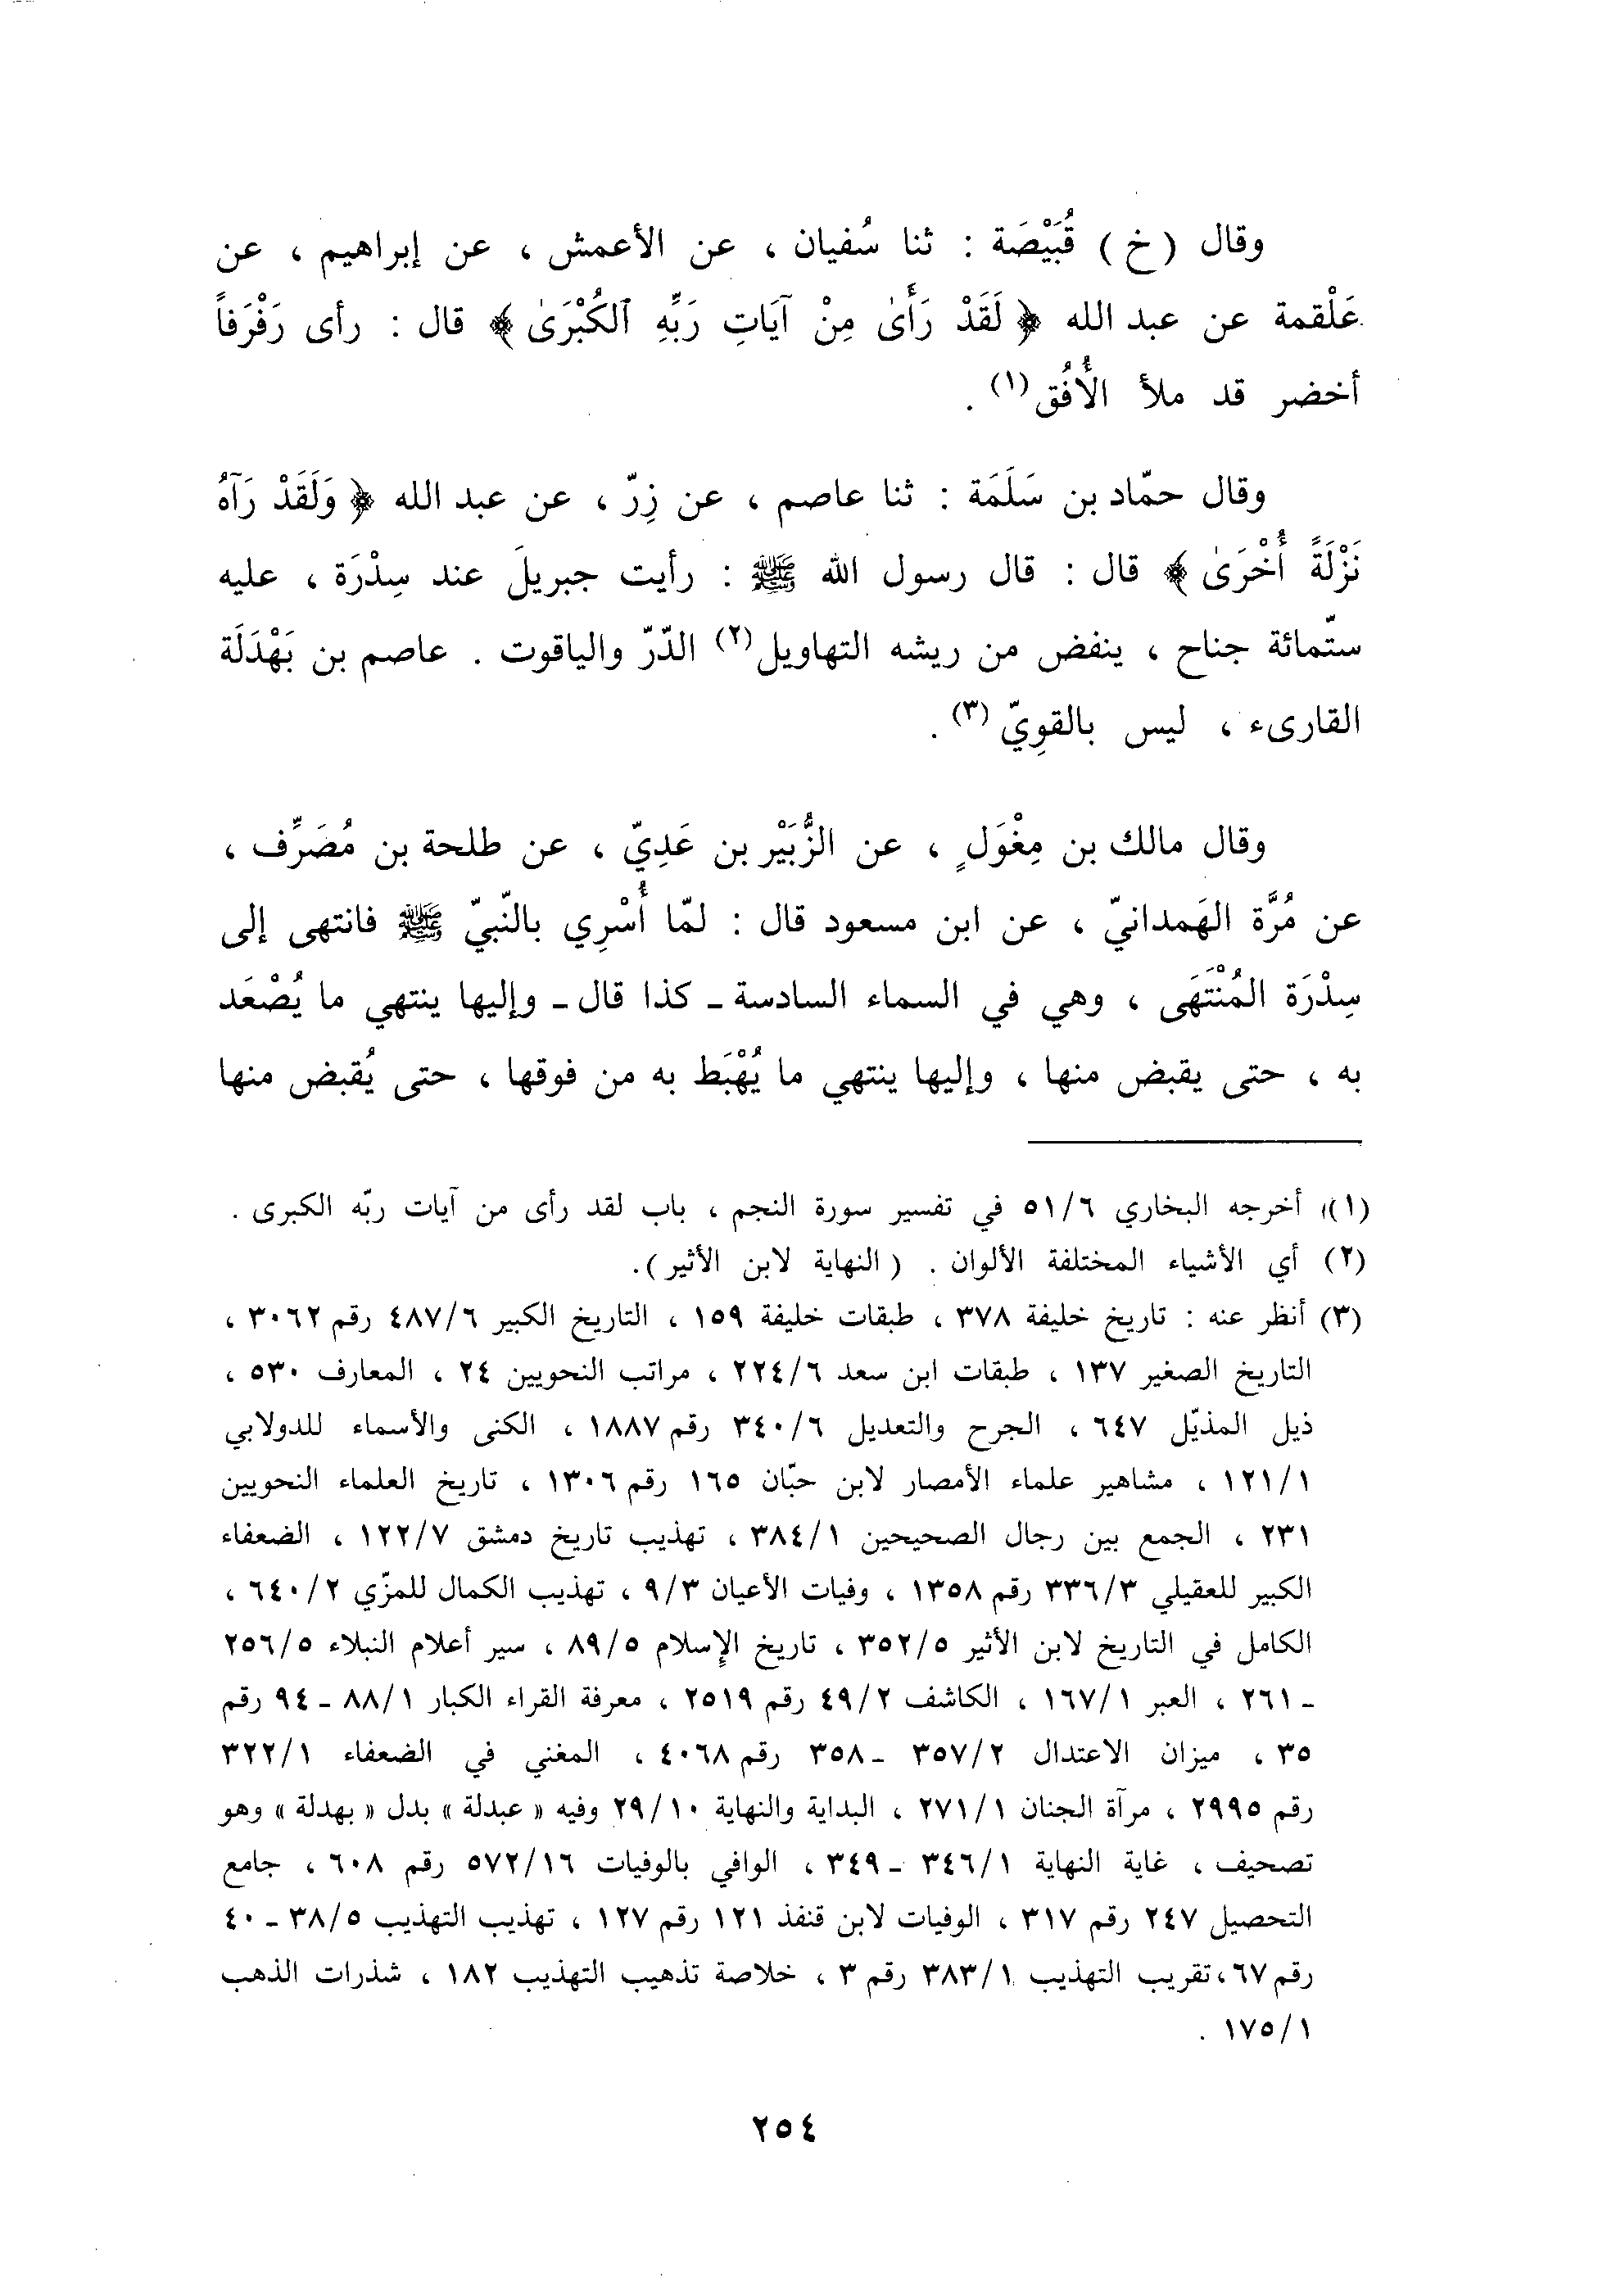 وقال (خ) قُبَيْصَة : ثنا سُفيان ، عن الأعمش ، عن إبراهيم ، عن
عَلْقمة عن عبد الله ﴿ لَقَدْ رَأَىٰ مِنْ آيَاتِ رَبِّهِ ٱلكُبْرَىٰ ﴾ قال : رأى رَفْرَفاً
أخضر قد ملأ الأُفُق (١) .
وقال حمّاد بن سَلَمَة : ثنا عاصم ، عن زِرّ ، عن عبد الله ﴿ وَلَقَدْ رَآهُ
نَزْلَةً أُخْرَىٰ ﴾ قال : قال رسول الله ﷺ : رأيت جبريلَ عند سِدْرَة ، عليه
ستّمائة جناح ، ينفض من ريشه التهاويل (٢) الدّرّ والياقوت . عاصم بن بَهْدَلَة
القارىء ، ليس بالقوِيّ (٣) .
وقال مالك بن مِغْوَلٍ ، عن الزُّبَيْر بن عَدِيّ ، عن طلحة بن مُصَرِّف ،
عن مُرَّة الهَمدانيّ ، عن ابن مسعود قال : لمّا أُسْرِي بالنّبيّ ﷺ فانتهى إلى
سِدْرَة المُنْتَهَى ، وهي في السماء السادسة - كذا قال - وإليها ينتهي ما يُصْعَد
به ، حتى يقبض منها ، وإليها ينتهي ما يُهْبَط به من فوقها ، حتى يُقبض منها
(١) أخرجه البخاري ٥١/٦ في تفسير سورة النجم ، باب لقد رأى من آيات ربّه الكبرى .
(٢) أي الأشياء المختلفة الألوان . ( النهاية لابن الأثير ).
(٣) أنظر عنه : تاريخ خليفة ٣٧٨ ، طبقات خليفة ١٥٩ ، التاريخ الكبير ٤٨٧/٦ رقم ٣٠٦٢ ،
التاريخ الصغير ١٣٧ ، طبقات ابن سعد ٢٢٤/٦ ، مراتب النحويين ٢٤ ، المعارف ٥٣٠ ،
ذيل المذيّل ٦٤٧ ، الجرح والتعديل ٣٤٠/٦ رقم ١٨٨٧ ، الكنى والأسماء للدولابي
١٢١/١ ، مشاهير علماء الأمصار لابن حبّان ١٦٥ رقم ١٣٠٦ ، تاريخ العلماء النحويين
٢٣١ ، الجمع بين رجال الصحيحين ٣٨٤/١ ، تهذيب تاريخ دمشق ١٢٢/٧ ، الضعفاء
الكبير للعقيلي ٣٣٦/٣ رقم ١٣٥٨ ، وفيات الأعيان ٩/٣ ، تهذيب الكمال للمزّي ٦٤٠/٢ ،
الكامل في التاريخ لابن الأثير ٣٥٢/٥ ، تاريخ الإسلام ٨٩/٥ ، سير أعلام النبلاء ٢٥٦/٥
- ٢٦١ ، العبر ١٦٧/١ ، الكاشف ٤٩/٢ رقم ٢٥١٩ ، معرفة القراء الكبار ٨٨/١ - ٩٤ رقم
٣٥ ، ميزان الاعتدال ٣٥٧/٢ - ٣٥٨ رقم ٤٠٦٨ ، المغني في الضعفاء ٣٢٢/١
رقم ٢٩٩٥ ، مرآة الجنان ٢٧١/١ ، البداية والنهاية ٢٩/١٠ وفيه « عبدلة » بدل « بهدلة » وهو
تصحيف ، غاية النهاية ٣٤٦/١ - ٣٤٩ ، الوافي بالوفيات ٥٧٢/١٦ رقم ٦٠٨ ، جامع
التحصيل ٢٤٧ رقم ٣١٧ ، الوفيات لابن قنفذ ١٢١ رقم ١٢٧ ، تهذيب التهذيب ٣٨/٥ - ٤٠
رقم ٦٧ ، تقريب التهذيب ٣٨٣/١ رقم ٣ ، خلاصة تذهيب التهذيب ١٨٢ ، شذرات الذهب
١٧٥/١ .
٢٥٤